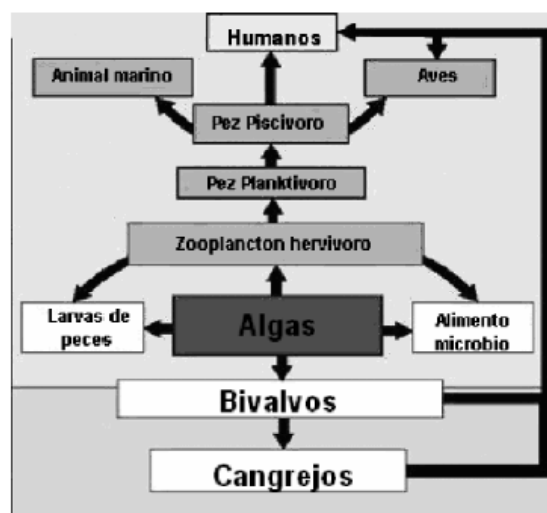 Humanos
Animal marino
Aves
Pez Piscivoro
Pez Planktivoro
Zooplancton hervivoro
Larvas de
peces
Algas
Alimento
microbio
Bivalvos
Cangrejos